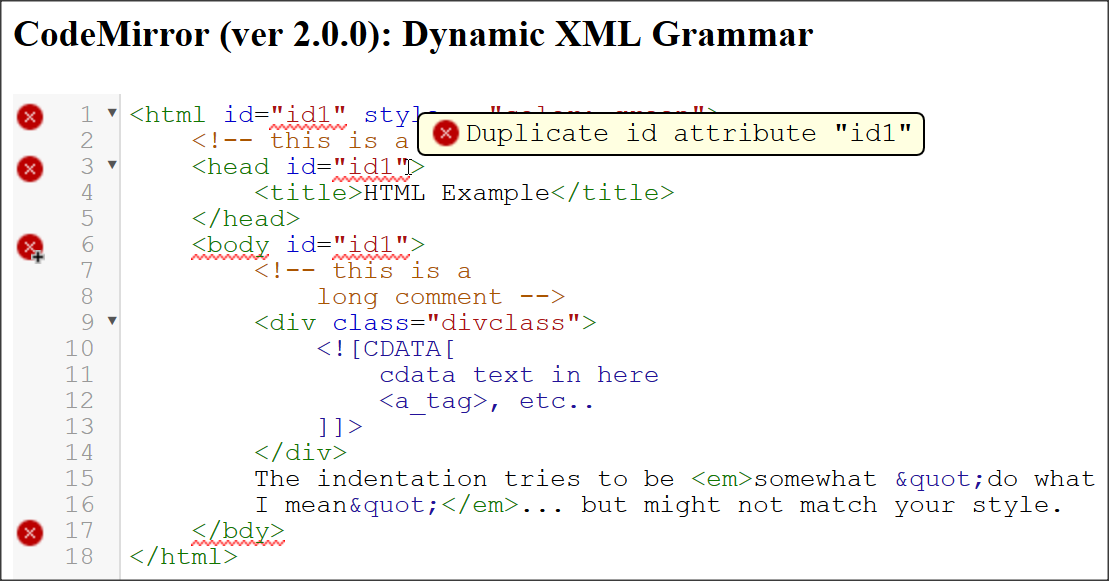 CodeMirror (ver 2.0.0): Dynamic XML Grammar
1 <html id="id1"
Duplicate id attribute "id1"
2 <!-- this is a
3 <head id="id1">
4 <title>HTML Example</title>
5 </head>
6 <body id="id1">
7 <!-- this is a
8 long comment -->
9 <div class="divclass">
10 <![CDATA[
11 cdata text in here
12 <a_tag>, etc..
13 ]]>
14 </div>
15 The indentation tries to be <em>somewhat &quot;do what
16 I mean&quot;</em>... but might not match your style.
17 </bdy>
18 </html>